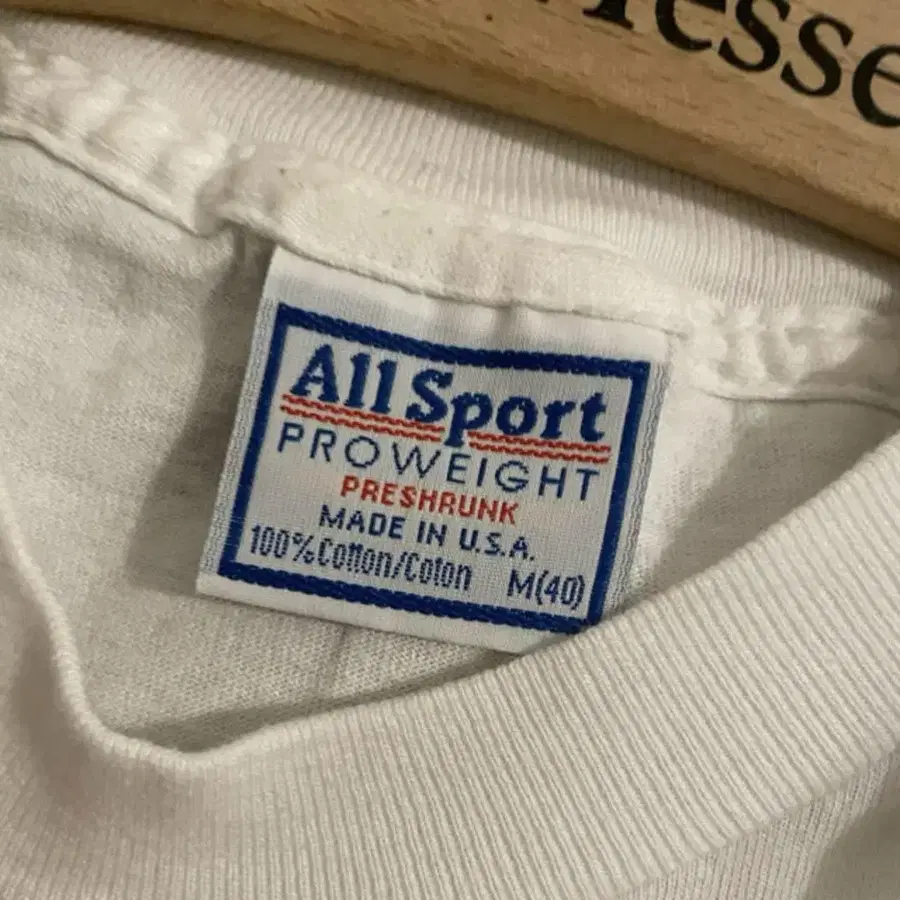 All Sport
PROWEIGHT
PRESHRUNK
MADE IN U.S.A.
100% Cotton/Coton M(40)